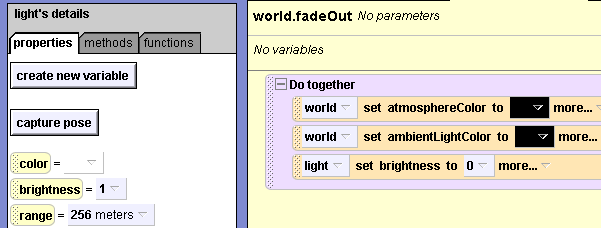 light's details
properties methods functions
create new variable
capture pose
color =
brightness = 1
range = 256 meters
world.fadeOut No parameters
No variables
Do together
world set atmosphereColor to more...
world set ambientLightColor to more...
light set brightness to 0 more...